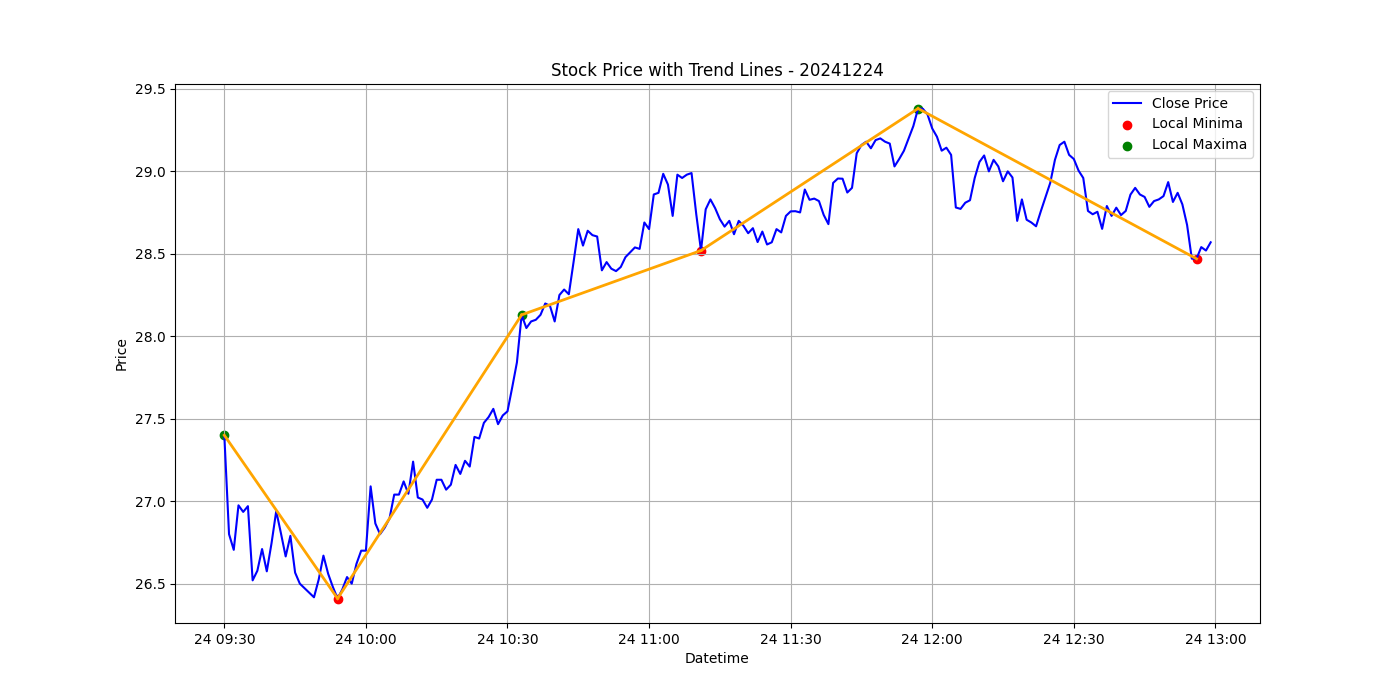 Stock Price with Trend Lines - 20241224
Close Price
Local Minima
Local Maxima
29.5
29.0
28.5
28.0
27.5
27.0
26.5
Price
24 09:30
24 10:00
24 10:30
24 11:00
24 11:30
24 12:00
24 12:30
24 13:00
Datetime